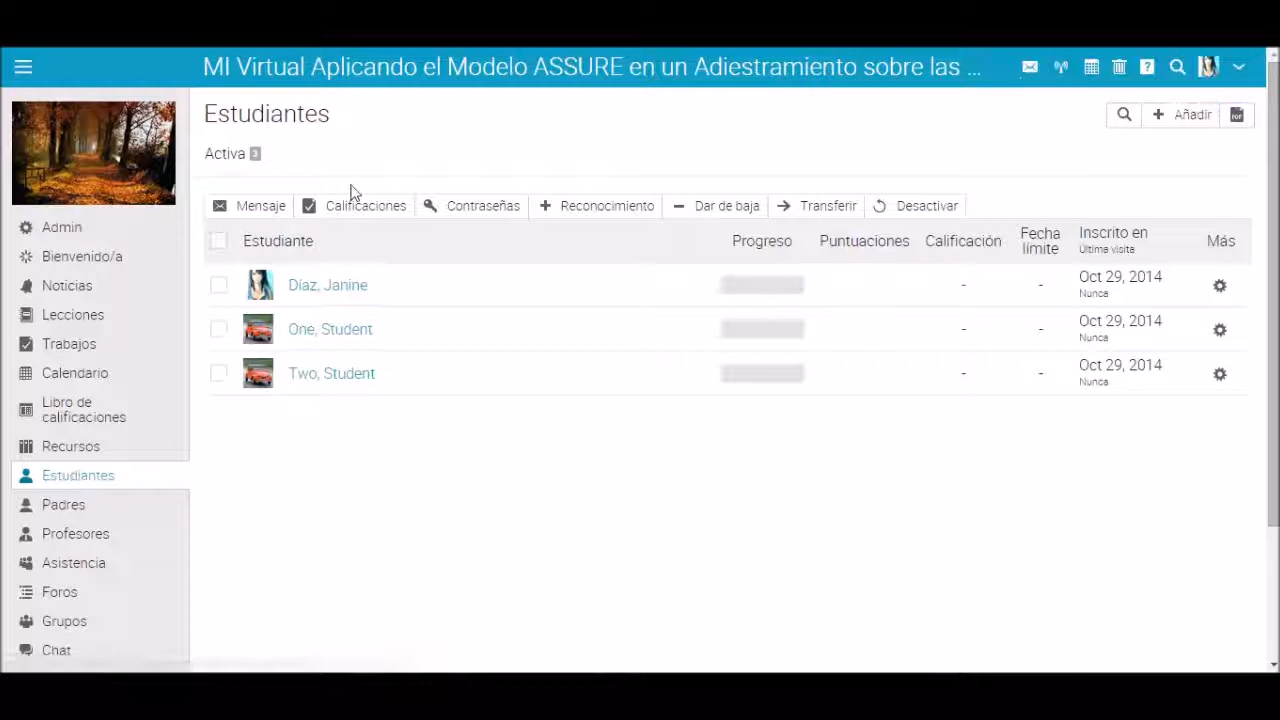 MI Virtual Aplicando el Modelo ASSURE en un Adiestramiento sobre las ...
?
Estudiantes
Añadir
PDF
Activa 3
Mensaje
Calificaciones
Contraseñas
Reconocimiento
Dar de baja
Transferir
Desactivar
Estudiante
Progreso
Puntuaciones
Calificación
Fecha
límite
Inscrito en
Última visita
Más
Díaz, Janine
-
-
Oct 29, 2014
Nunca
One, Student
-
-
Oct 29, 2014
Nunca
Two, Student
-
-
Oct 29, 2014
Nunca
Admin
Bienvenido/a
Noticias
Lecciones
Trabajos
Calendario
Libro de
calificaciones
Recursos
Estudiantes
Padres
Profesores
Asistencia
Foros
Grupos
Chat